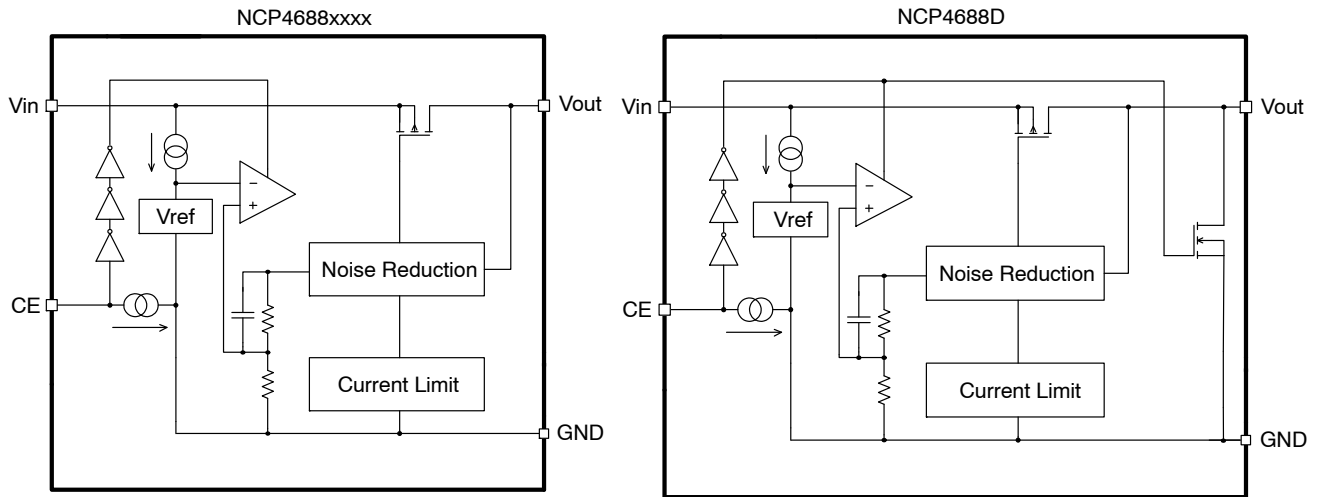 NCP4688xxxx
Vin
Vout
−
+
Vref
Noise Reduction
CE
Current Limit
GND
NCP4688D
Vin
Vout
−
+
Vref
Noise Reduction
CE
Current Limit
GND